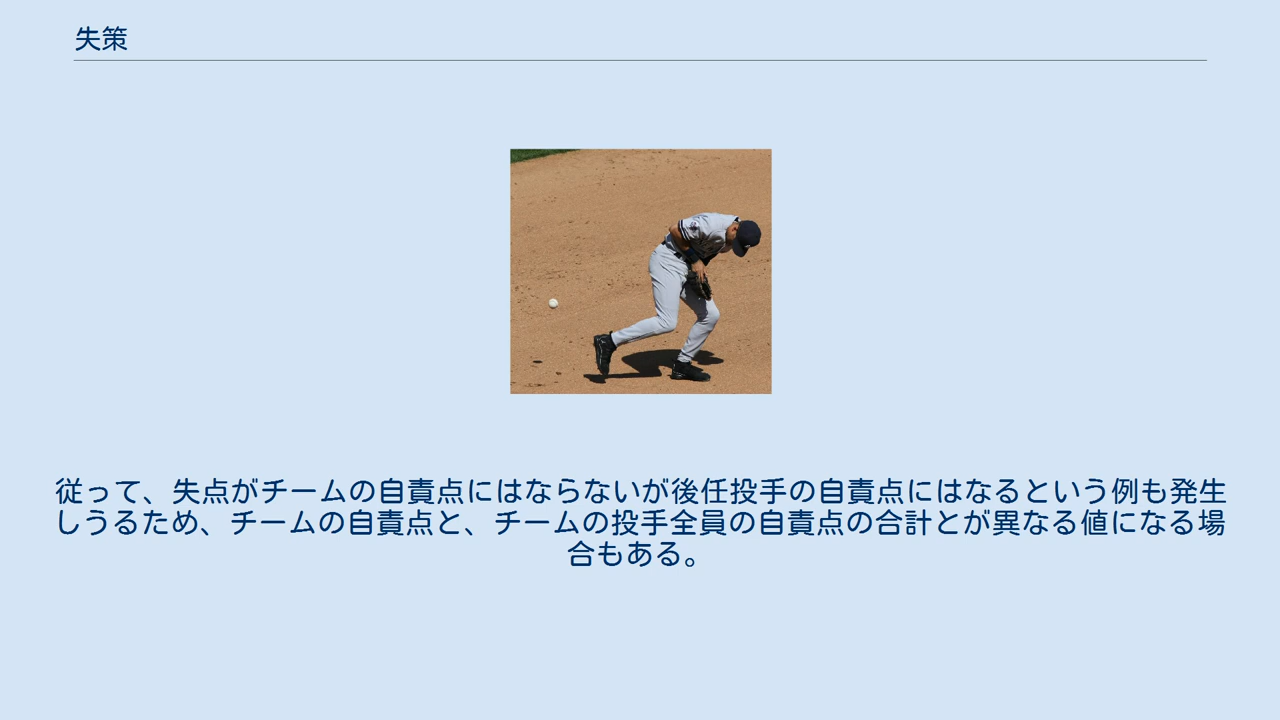 失策
従って、失点がチームの自責点にはならないが後任投手の自責点にはなるという例も発生
しうるため、チームの自責点と、チームの投手全員の自責点の合計とが異なる値になる場
合もある。